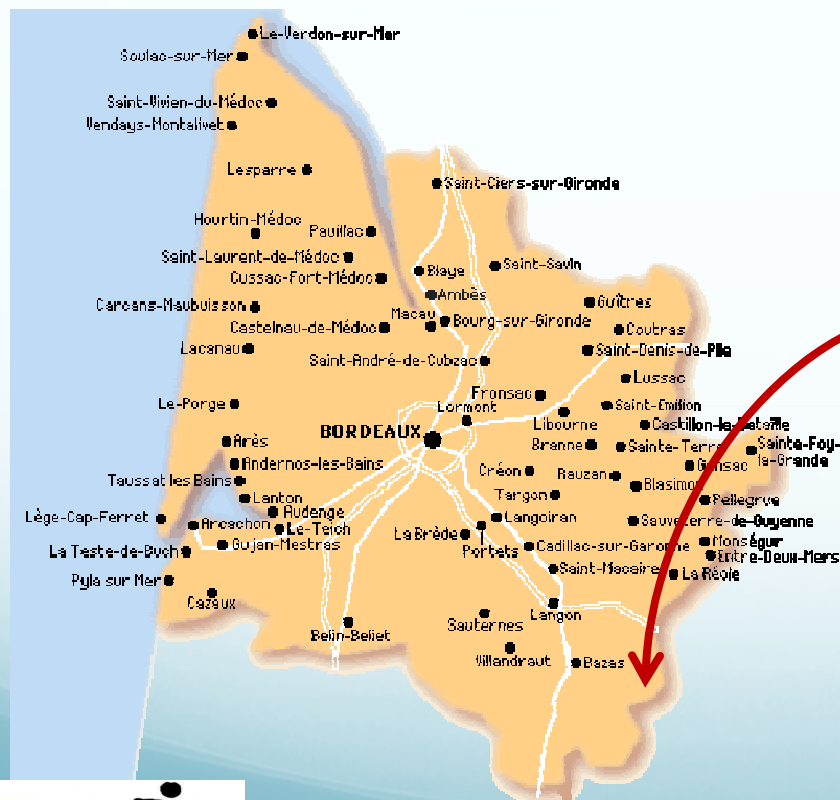 Le-Verdon-sur-Mer
Soulac-sur-Mer
Saint-Vivien-du-Médoc
Vendays-Montalivet
Lesparre
Saint-Ciers-sur-Gironde
Hourtin-Médoc
Pauillac
Saint-Laurent-de-Médoc
Saint-Savin
Blaye
Cussac-Fort-Médoc
Ambès
Guîtres
Carcans-Maubuisson
Macau
Bourg-sur-Gironde
Castelnau-de-Médoc
Coutras
Lacanau
Saint-Denis-de-Pile
Saint-André-de-Cubzac
Lussac
Fronsac
Le-Porge
Lormont
Saint-Emilion
Libourne
Castillon-la-Bataille
BORDEAUX
Arès
Branne
Sainte-Terre
Sainte-Foy-
la-Grande
Andernos-les-Bains
Gensac
Créon
Rauzan
Taussat les Bains
Blasimon
Lanton
Targon
Pellegrue
Audenge
Lège-Cap-Ferret
Arcachon
Le-Teich
Langoiran
Sauveterre-de-Guyenne
La Brède
Gujan-Mestras
Portets
Cadillac-sur-Garonne
Monségur
La Teste-de-Buch
Entre-Deux-Mers
Saint-Macaire
La Réole
Pyla sur Mer
Cazaux
Langon
Belin-Beliet
Sauternes
Villandraut
Bazas